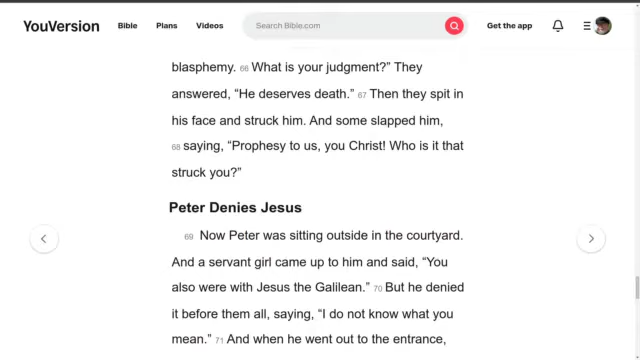 YouVersion Bible Plans Videos Search Bible.com Get the app
blasphemy. 66 What is your judgment?” They
answered, “He deserves death.” 67 Then they spit in
his face and struck him. And some slapped him,
68 saying, “Prophesy to us, you Christ! Who is it that
struck you?”
Peter Denies Jesus
69 Now Peter was sitting outside in the courtyard.
And a servant girl came up to him and said, “You
also were with Jesus the Galilean.” 70 But he denied
it before them all, saying, “I do not know what you
mean.” 71 And when he went out to the entrance,